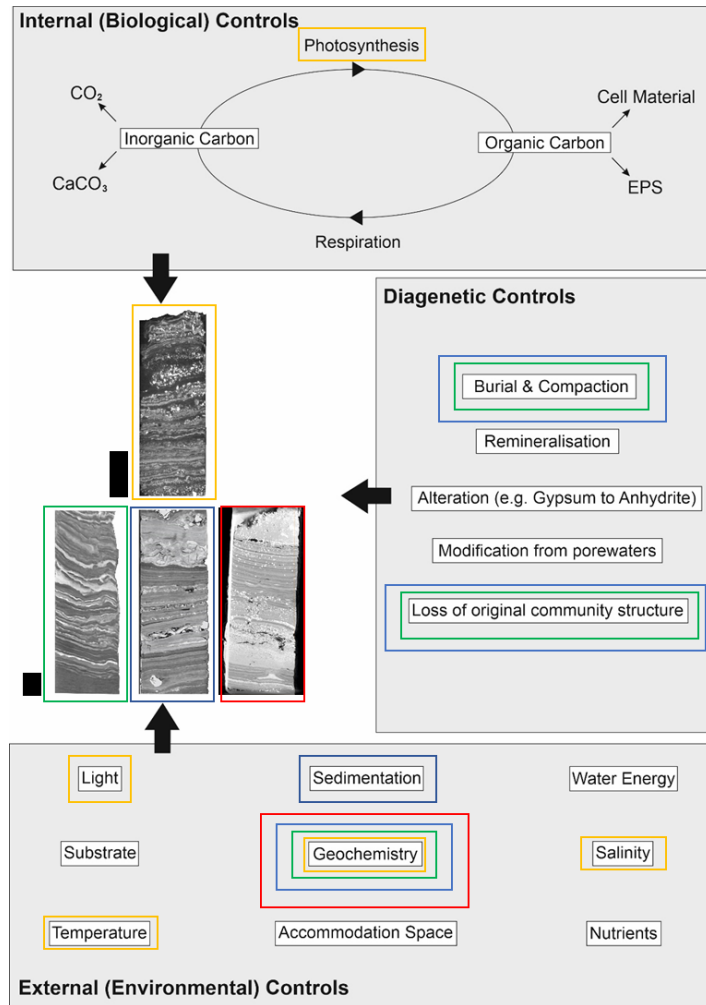 Internal (Biological) Controls
Photosynthesis
CO₂
Cell Material
Inorganic Carbon
Organic Carbon
CaCO₃
EPS
Respiration
Diagenetic Controls
Burial & Compaction
Remineralisation
Alteration (e.g. Gypsum to Anhydrite)
Modification from porewaters
Loss of original community structure
Light
Sedimentation
Water Energy
Substrate
Geochemistry
Salinity
Temperature
Accommodation Space
Nutrients
External (Environmental) Controls